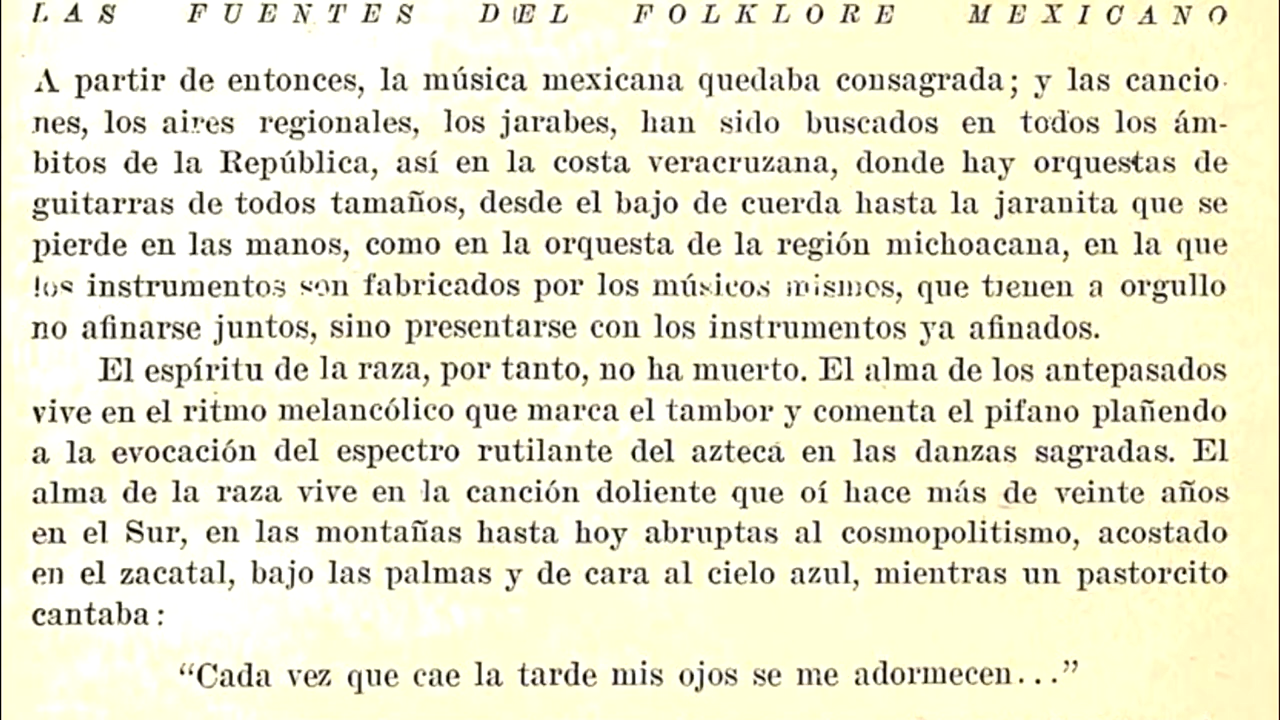 LAS FUENTES DEL FOLKLORE MEXICANO
A partir de entonces, la música mexicana quedaba consagrada; y las cancio-
nes, los aires regionales, los jarabes, han sido buscados en todos los ám-
bitos de la República, así en la costa veracruzana, donde hay orquestas de
guitarras de todos tamaños, desde el bajo de cuerda hasta la jaranita que se
pierde en las manos, como en la orquesta de la región michoacana, en la que
los instrumentos son fabricados por los músicos mismos, que tienen a orgullo
no afinarse juntos, sino presentarse con los instrumentos ya afinados.
El espíritu de la raza, por tanto, no ha muerto. El alma de los antepasados
vive en el ritmo melancólico que marca el tambor y comenta el pifano plañendo
a la evocación del espectro rutilante del azteca en las danzas sagradas. El
alma de la raza vive en la canción doliente que oí hace más de veinte años
en el Sur, en las montañas hasta hoy abruptas al cosmopolitismo, acostado
en el zacatal, bajo las palmas y de cara al cielo azul, mientras un pastorcito
cantaba:
“Cada vez que cae la tarde mis ojos se me adormecen...”